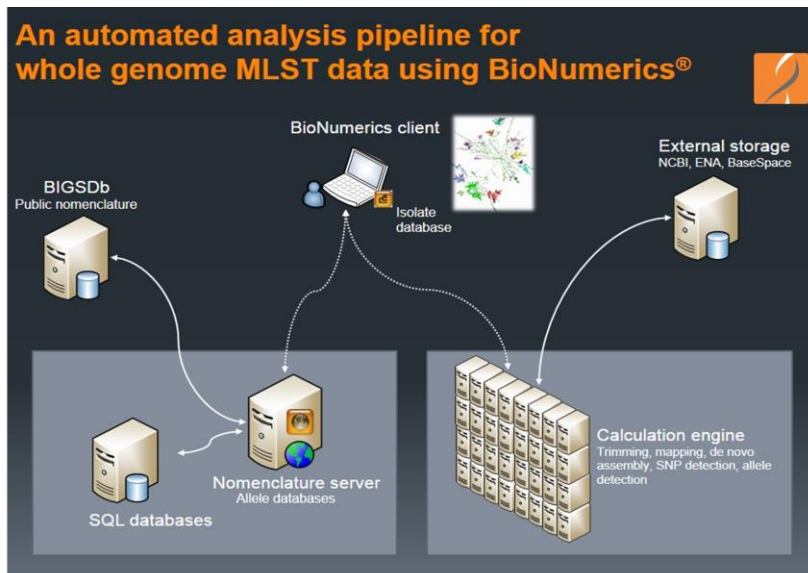 An automated analysis pipeline for
whole genome MLST data using BioNumerics®
BioNumerics client
Isolate
database
External storage
NCBI, ENA, BaseSpace
BIGSDb
Public nomenclature
Nomenclature server
Allele databases
SQL databases
Calculation engine
Trimming, mapping, de novo
assembly, SNP detection, allele
detection